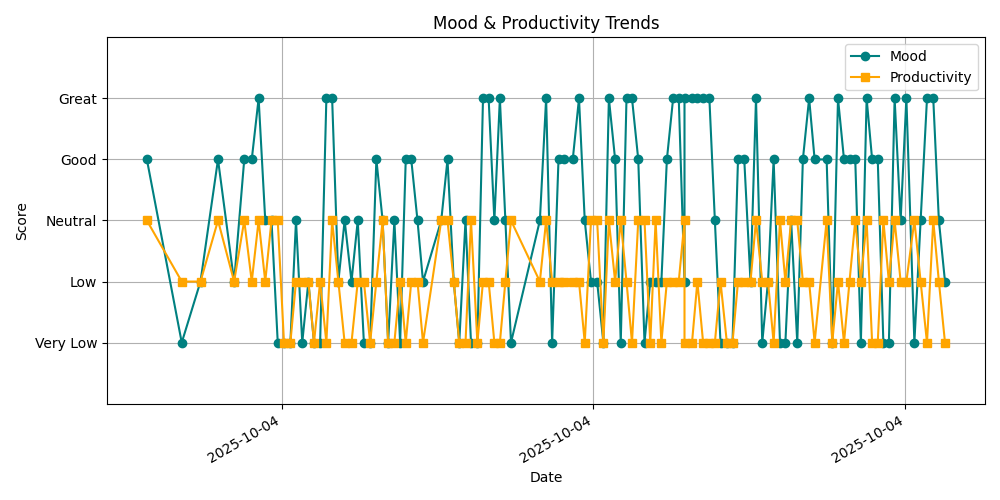 Mood & Productivity Trends
Mood
Productivity
Great
Good
Neutral
Low
Very Low
Score
2025-10-04
2025-10-04
2025-10-04
Date